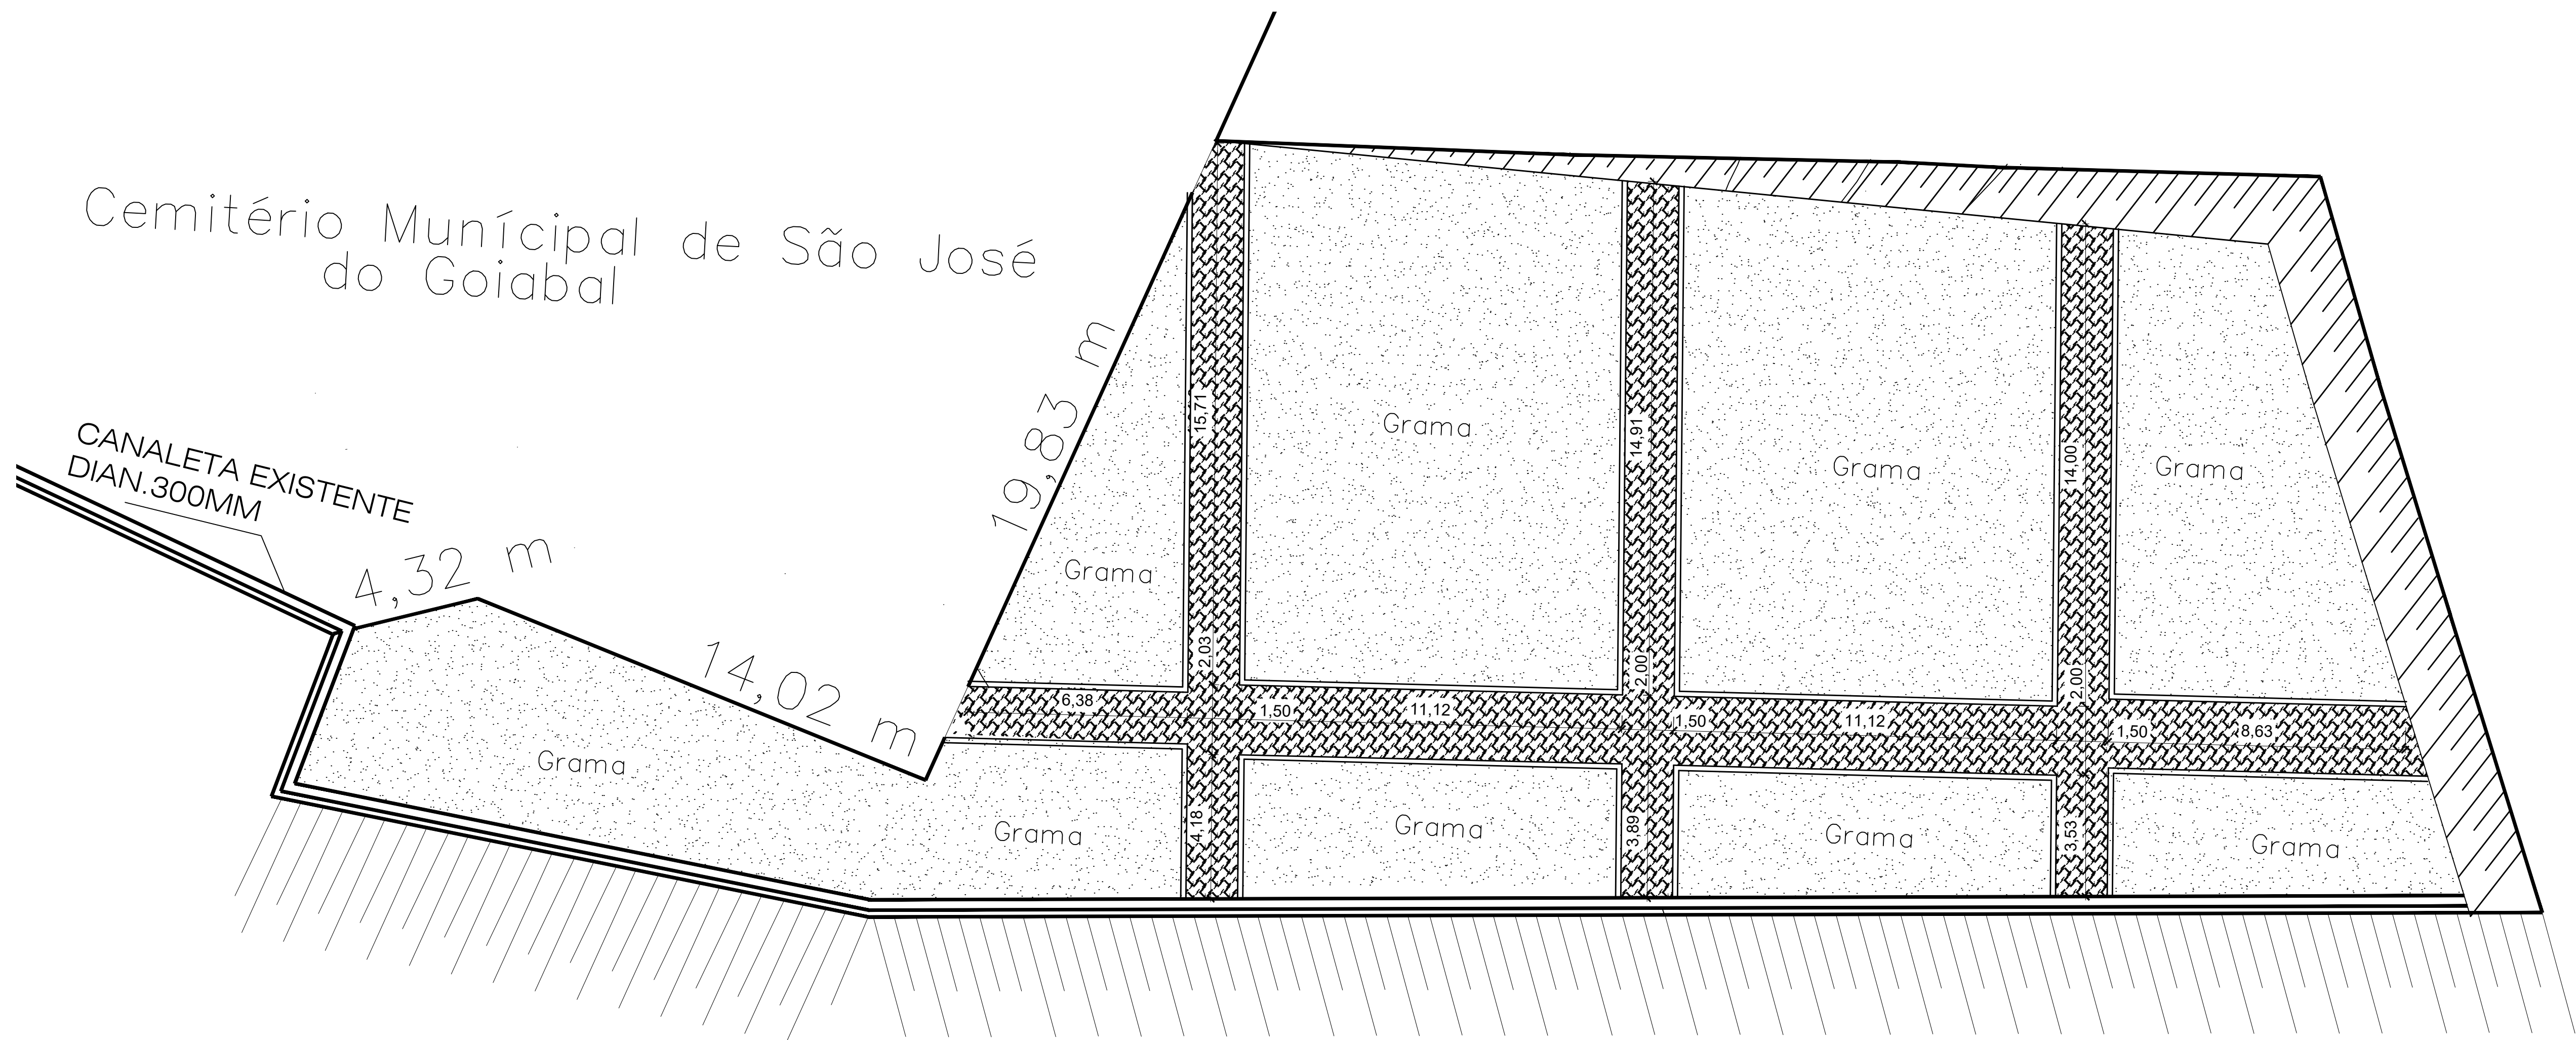 Cemitério Munícipal de São José
do Goiabal
CANALETA EXISTENTE
DIAN.300MM
4,32 m
14,02 m
19,83 m
Grama
Grama
Grama
Grama
Grama
Grama
Grama
Grama
Grama
15,71
2,03
4,18
14,91
2,00
3,89
14,00
2,00
3,53
6,38
1,50
11,12
1,50
11,12
1,50
8,63